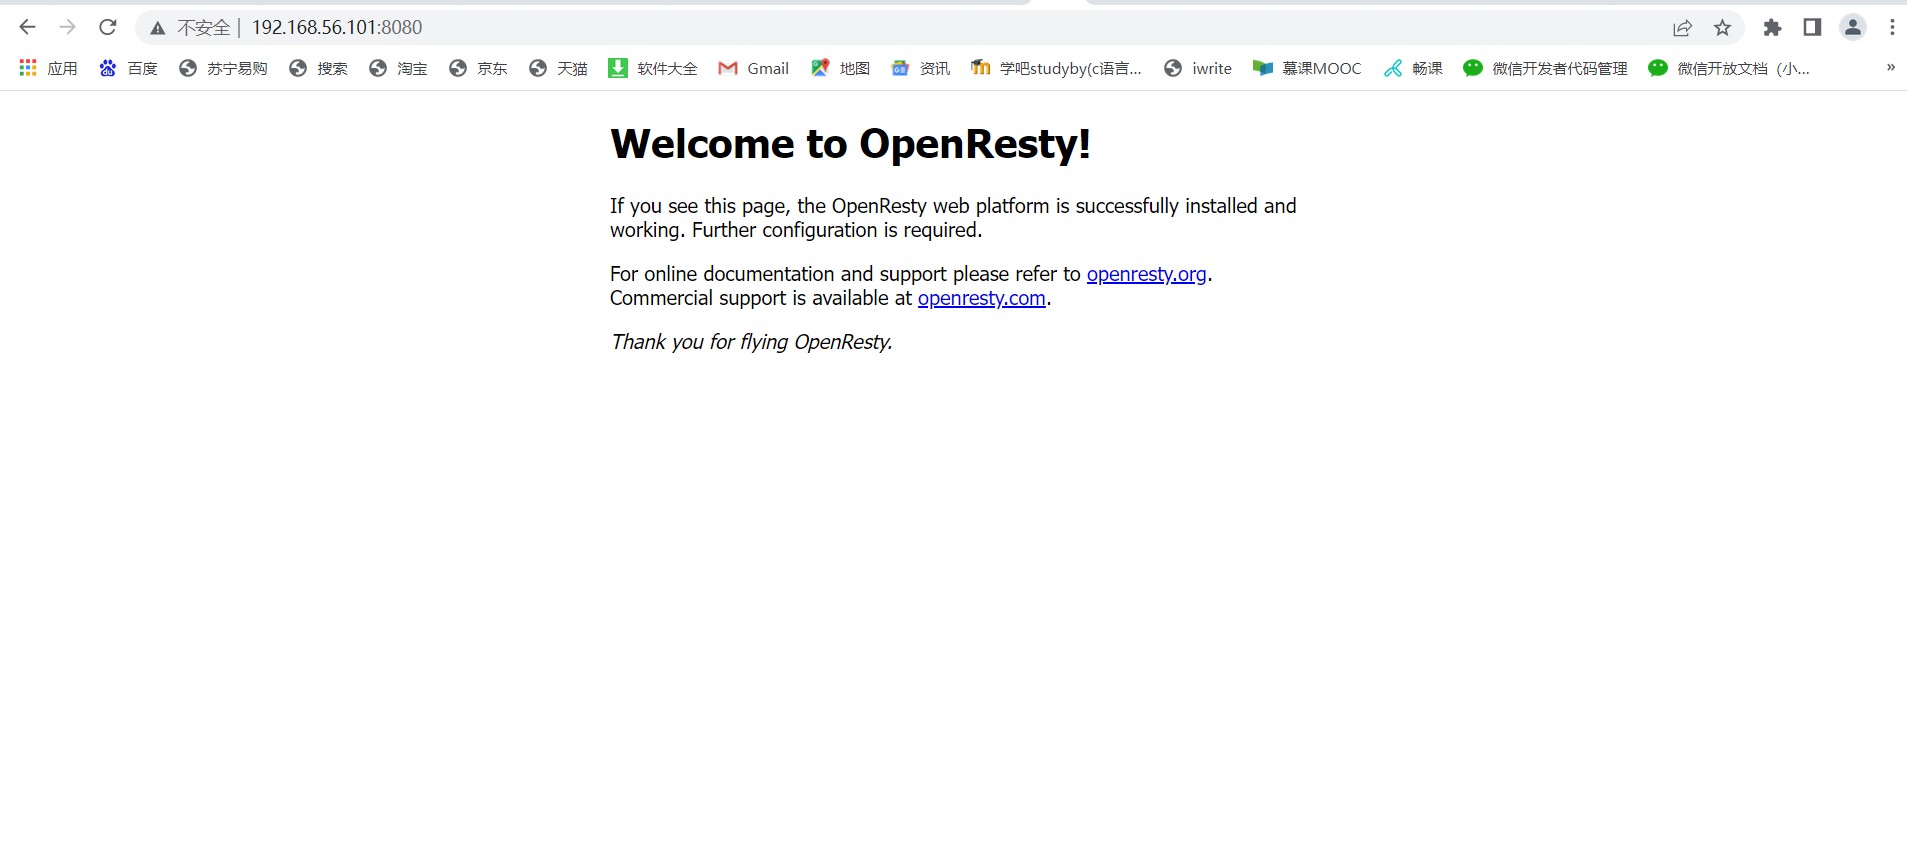 不安全 | 192.168.56.101:8080
应用 百度 苏宁易购 搜索 淘宝 京东 天猫 软件大全 Gmail 地图 资讯 学吧studyby(c语言... iwrite 慕课MOOC 畅课 微信开发者代码管理 微信开放文档（小... »
Welcome to OpenResty!
If you see this page, the OpenResty web platform is successfully installed and
working. Further configuration is required.
For online documentation and support please refer to openresty.org.
Commercial support is available at openresty.com.
Thank you for flying OpenResty.